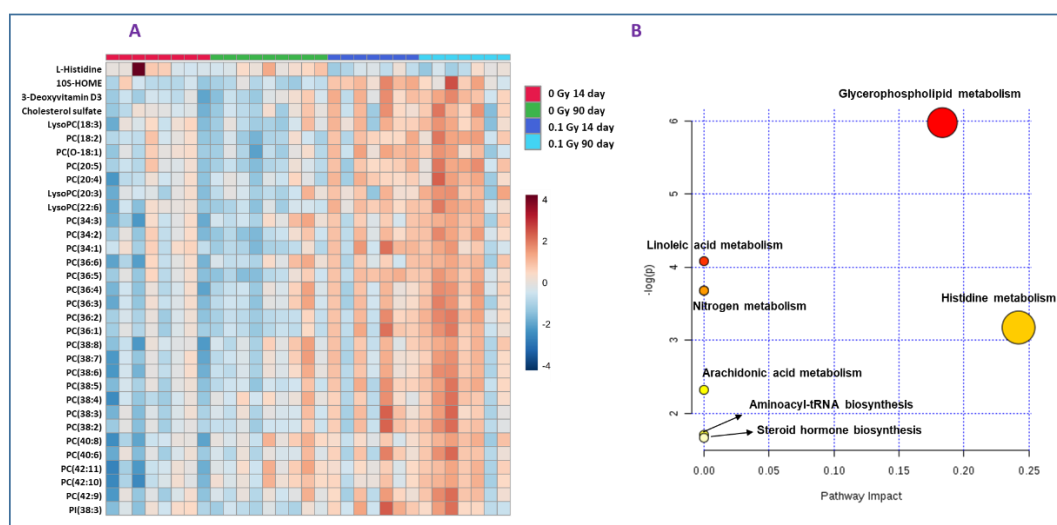 A
L-Histidine
10S-HOME
3-Deoxyvitamin D3
Cholesterol sulfate
LysoPC(18:3)
PC(18:2)
PC(O-18:1)
PC(20:5)
PC(20:4)
LysoPC(20:3)
LysoPC(22:6)
PC(34:3)
PC(34:2)
PC(34:1)
PC(36:6)
PC(36:5)
PC(36:4)
PC(36:3)
PC(36:2)
PC(36:1)
PC(38:8)
PC(38:7)
PC(38:6)
PC(38:5)
PC(38:4)
PC(38:3)
PC(38:2)
PC(40:8)
PC(40:6)
PC(42:11)
PC(42:10)
PC(42:9)
PI(38:3)
0 Gy 14 day
0 Gy 90 day
0.1 Gy 14 day
0.1 Gy 90 day
4
2
0
-2
-4
B
Glycerophospholipid metabolism
Linoleic acid metabolism
Nitrogen metabolism
Histidine metabolism
Arachidonic acid metabolism
Aminoacyl-tRNA biosynthesis
Steroid hormone biosynthesis
-log(p)
6
5
4
3
2
0.00
0.05
0.10
0.15
0.20
0.25
Pathway Impact